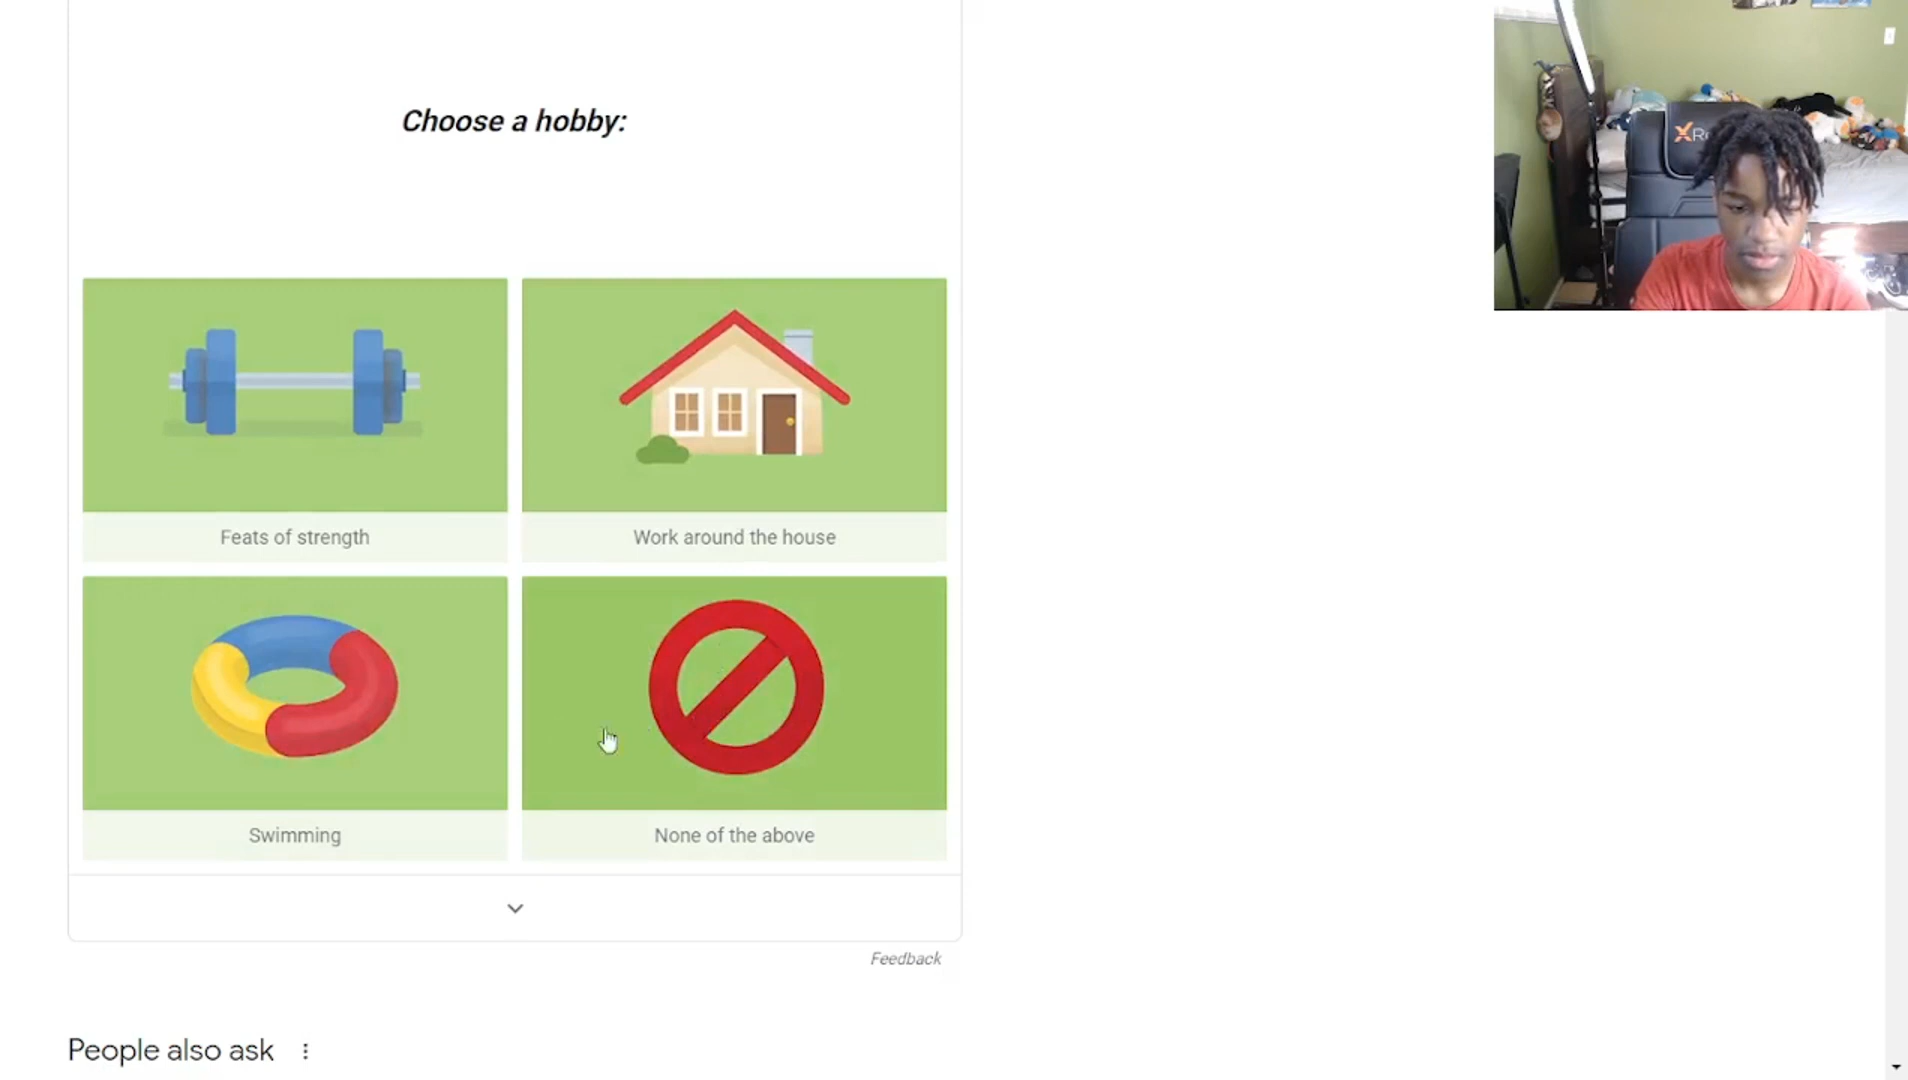 Choose a hobby:
Feats of strength
Work around the house
Swimming
None of the above
Feedback
People also ask